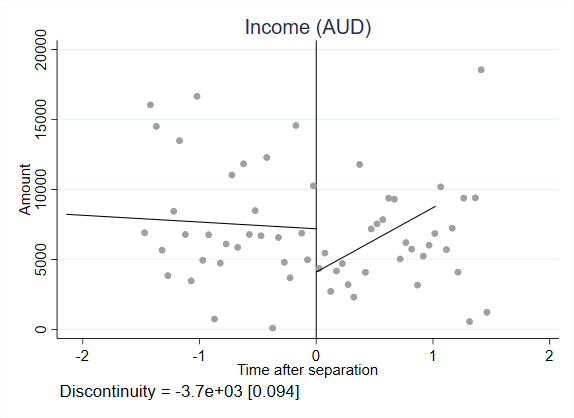 Income (AUD)
20000
15000
10000
5000
0
Amount
-2
-1
0
1
2
Time after separation
Discontinuity = -3.7e+03 [0.094]